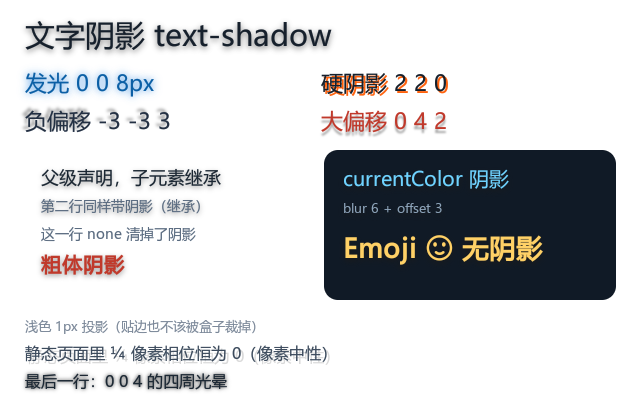 文字阴影 text-shadow
发光 0 0 8px
硬阴影 2 2 0
负偏移 -3 -3 3
大偏移 0 4 2
父级声明，子元素继承
第二行同样带阴影（继承）
这一行 none 清掉了阴影
粗体阴影
currentColor 阴影
blur 6 + offset 3
Emoji ☺ 无阴影
浅色 1px 投影（贴边也不该被盒子裁掉）
静态页面里 ¼ 像素相位恒为 0（像素中性）
最后一行：0 0 4 的四周光晕